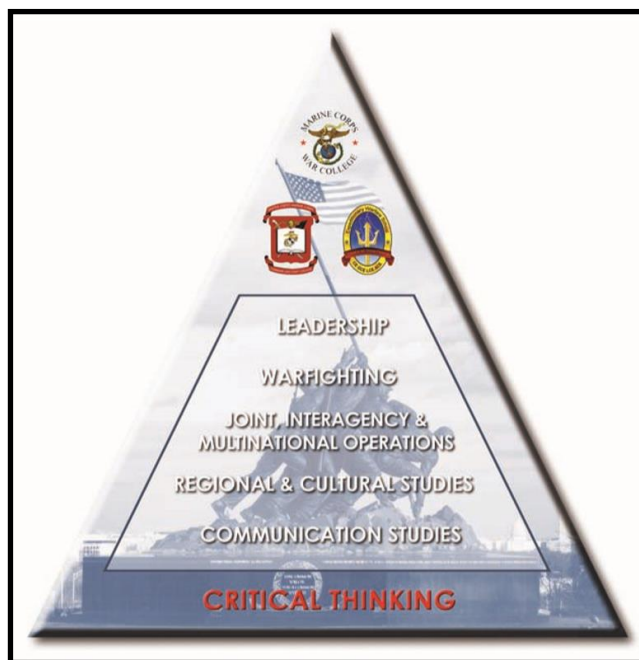 MARINE CORPS
WAR COLLEGE
LEADERSHIP
WARFIGHTING
JOINT, INTERAGENCY &
MULTINATIONAL OPERATIONS
REGIONAL & CULTURAL STUDIES
COMMUNICATION STUDIES
CRITICAL THINKING